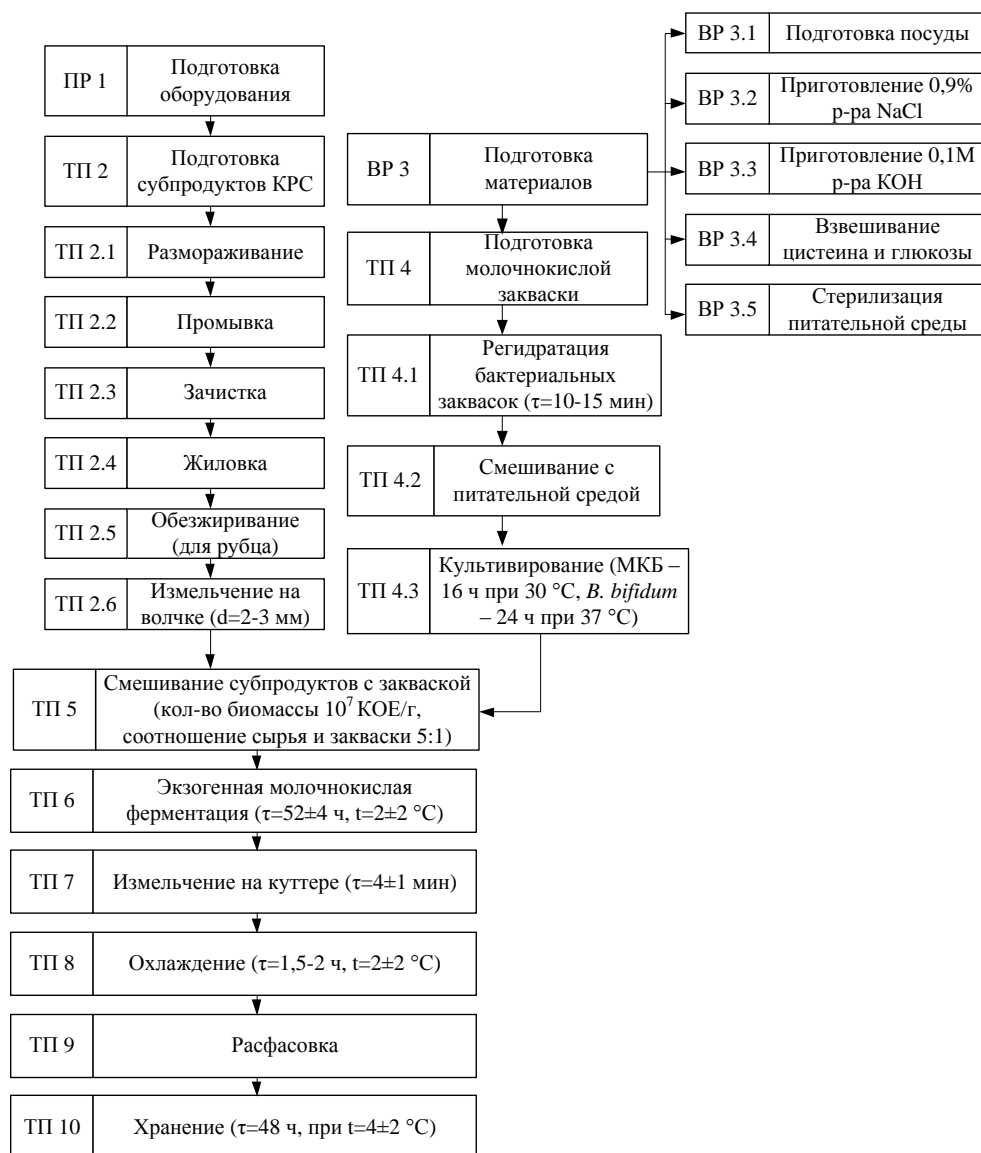 ПР 1
Подготовка
оборудования
ТП 2
Подготовка
субпродуктов КРС
ТП 2.1
Размораживание
ТП 2.2
Промывка
ТП 2.3
Зачистка
ТП 2.4
Жиловка
ТП 2.5
Обезжиривание
(для рубца)
ТП 2.6
Измельчение на
волчке (d=2-3 мм)
ВР 3
Подготовка
материалов
ВР 3.1
Подготовка посуды
ВР 3.2
Приготовление 0,9%
р-ра NaCl
ВР 3.3
Приготовление 0,1М
р-ра КОН
ВР 3.4
Взвешивание
цистеина и глюкозы
ВР 3.5
Стерилизация
питательной среды
ТП 4
Подготовка
молочнокислой
закваски
ТП 4.1
Регидратация
бактериальных
заквасок (τ=10-15 мин)
ТП 4.2
Смешивание с
питательной средой
ТП 4.3
Культивирование (МКБ –
16 ч при 30 °С, B. bifidum
– 24 ч при 37 °С)
ТП 5
Смешивание субпродуктов с закваской
(кол-во биомассы 10⁷ КОЕ/г,
соотношение сырья и закваски 5:1)
ТП 6
Экзогенная молочнокислая
ферментация (τ=52±4 ч, t=2±2 °С)
ТП 7
Измельчение на куттере (τ=4±1 мин)
ТП 8
Охлаждение (τ=1,5-2 ч, t=2±2 °С)
ТП 9
Расфасовка
ТП 10
Хранение (τ=48 ч, при t=4±2 °С)